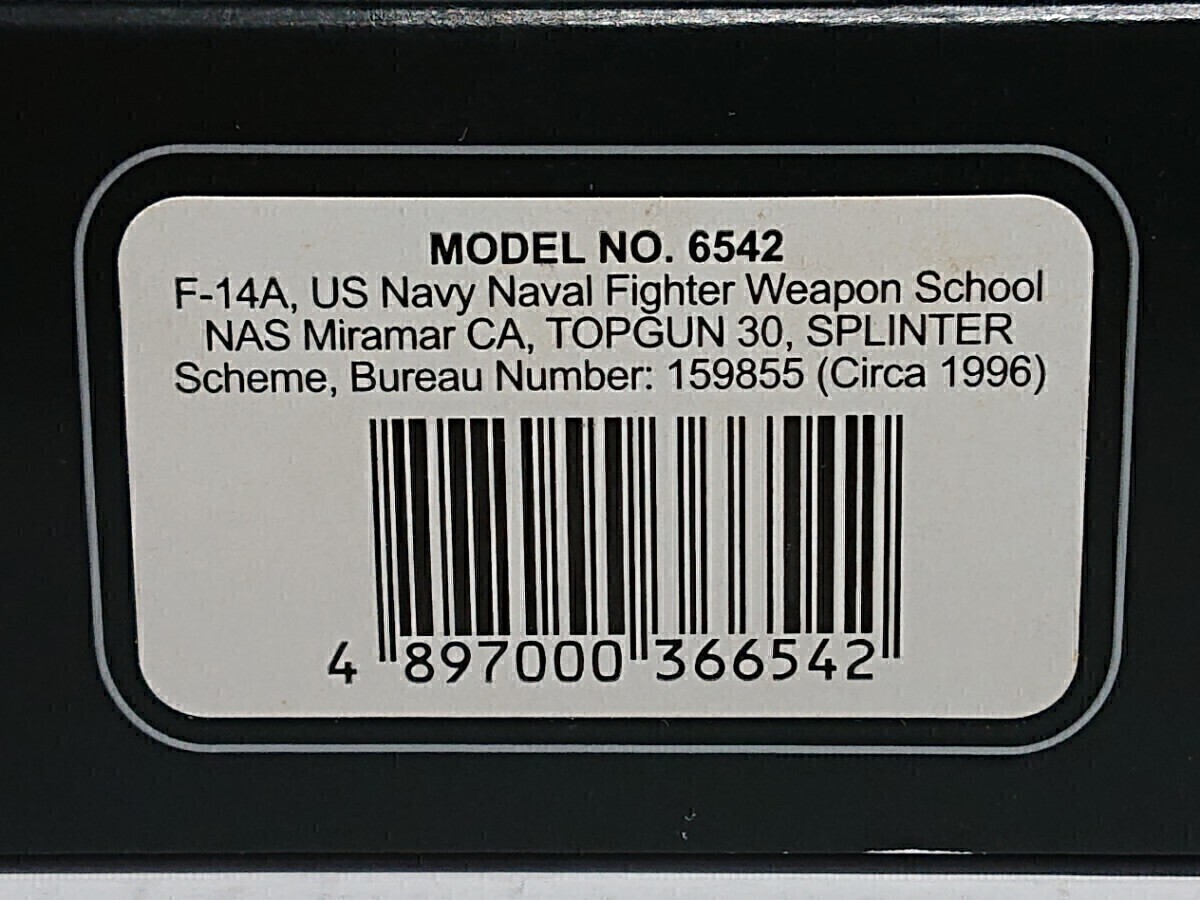 MODEL NO. 6542
F-14A, US Navy Naval Fighter Weapon School
NAS Miramar CA, TOPGUN 30, SPLINTER
Scheme, Bureau Number: 159855 (Circa 1996)
4 897000 366542